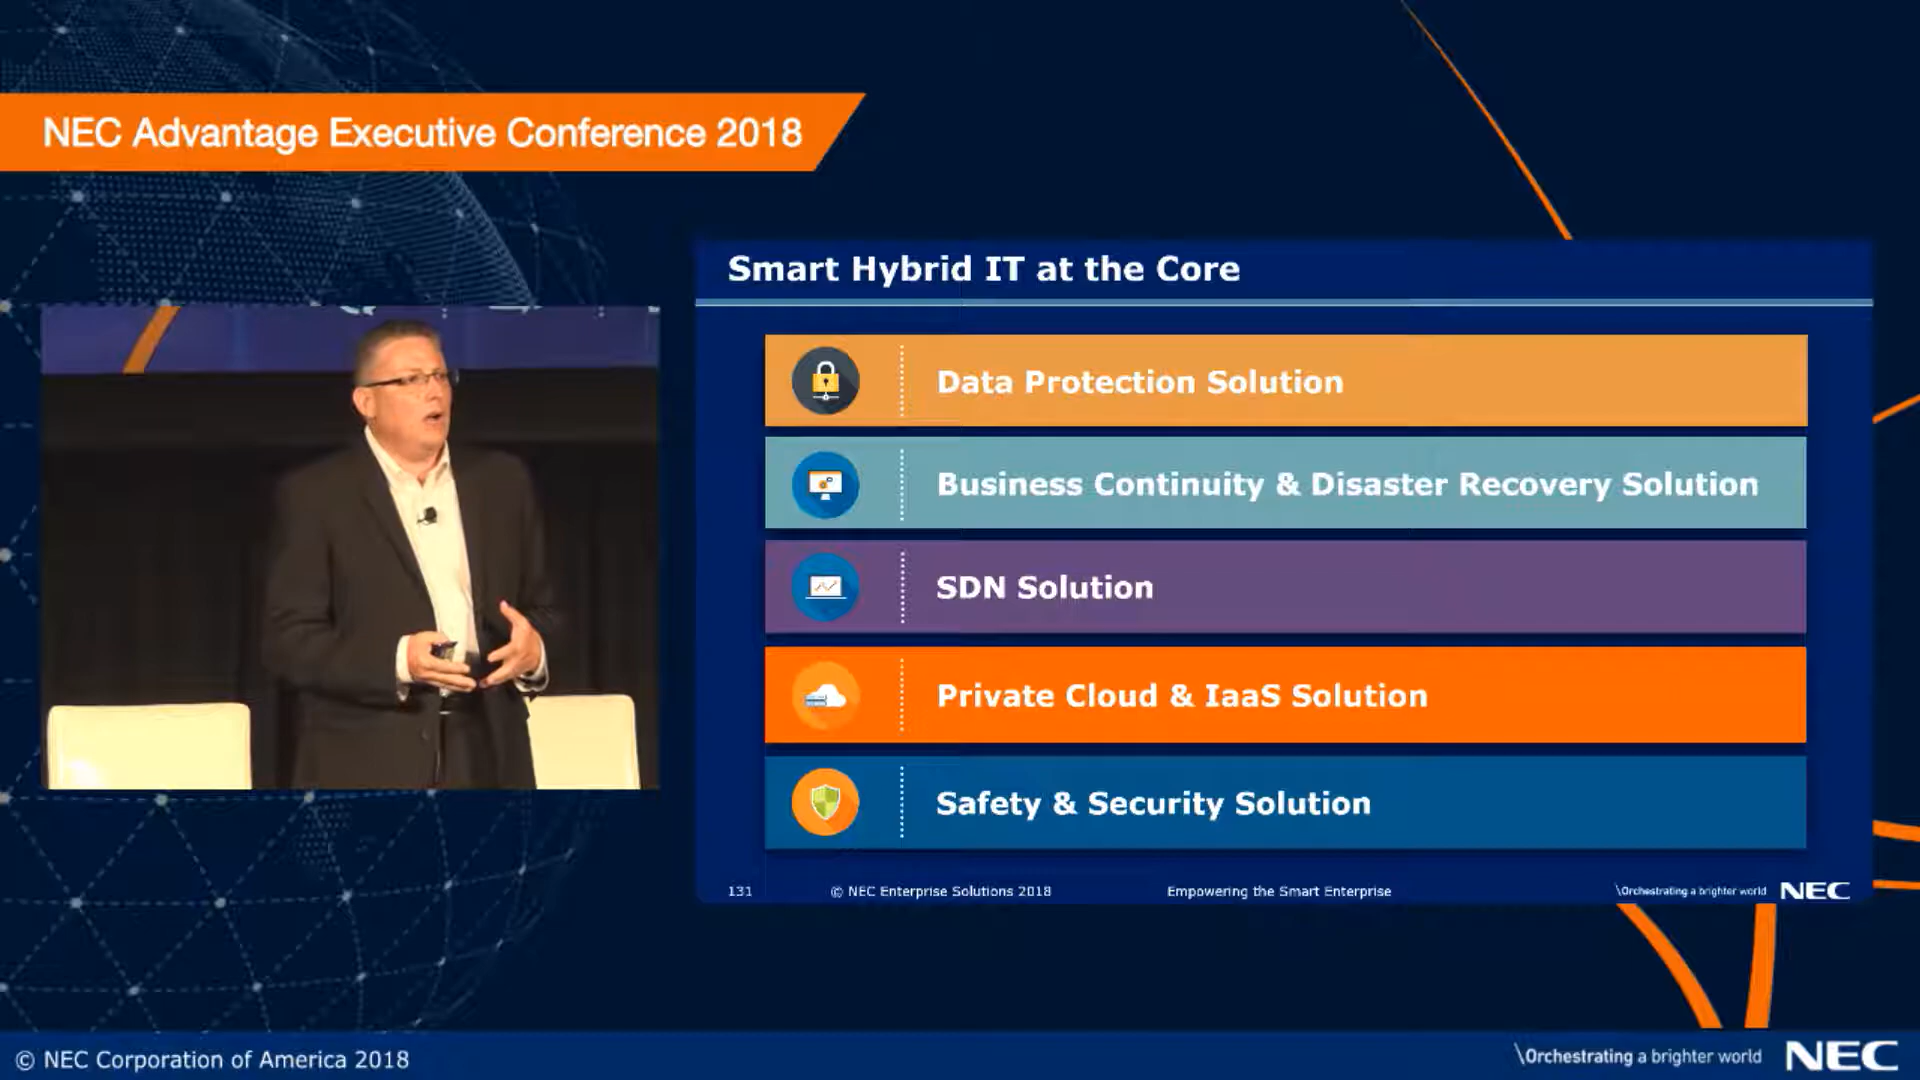 NEC Advantage Executive Conference 2018
Smart Hybrid IT at the Core
Data Protection Solution
Business Continuity & Disaster Recovery Solution
SDN Solution
Private Cloud & IaaS Solution
Safety & Security Solution
131 © NEC Enterprise Solutions 2018 Empowering the Smart Enterprise \Orchestrating a brighter world NEC
© NEC Corporation of America 2018 \Orchestrating a brighter world NEC